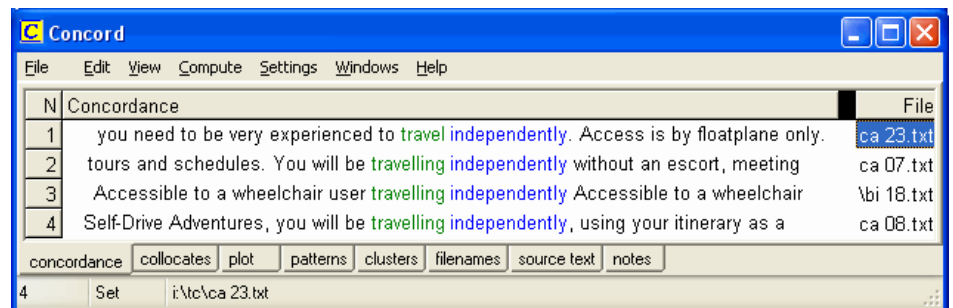 C Concord
File Edit View Compute Settings Windows Help
N Concordance File
1 you need to be very experienced to travel independently. Access is by floatplane only. ca 23.txt
2 tours and schedules. You will be travelling independently without an escort, meeting ca 07.txt
3 Accessible to a wheelchair user travelling independently Accessible to a wheelchair \bi 18.txt
4 Self-Drive Adventures, you will be travelling independently, using your itinerary as a ca 08.txt
concordance collocates plot patterns clusters filenames source text notes
4 Set i:\tc\ca 23.txt